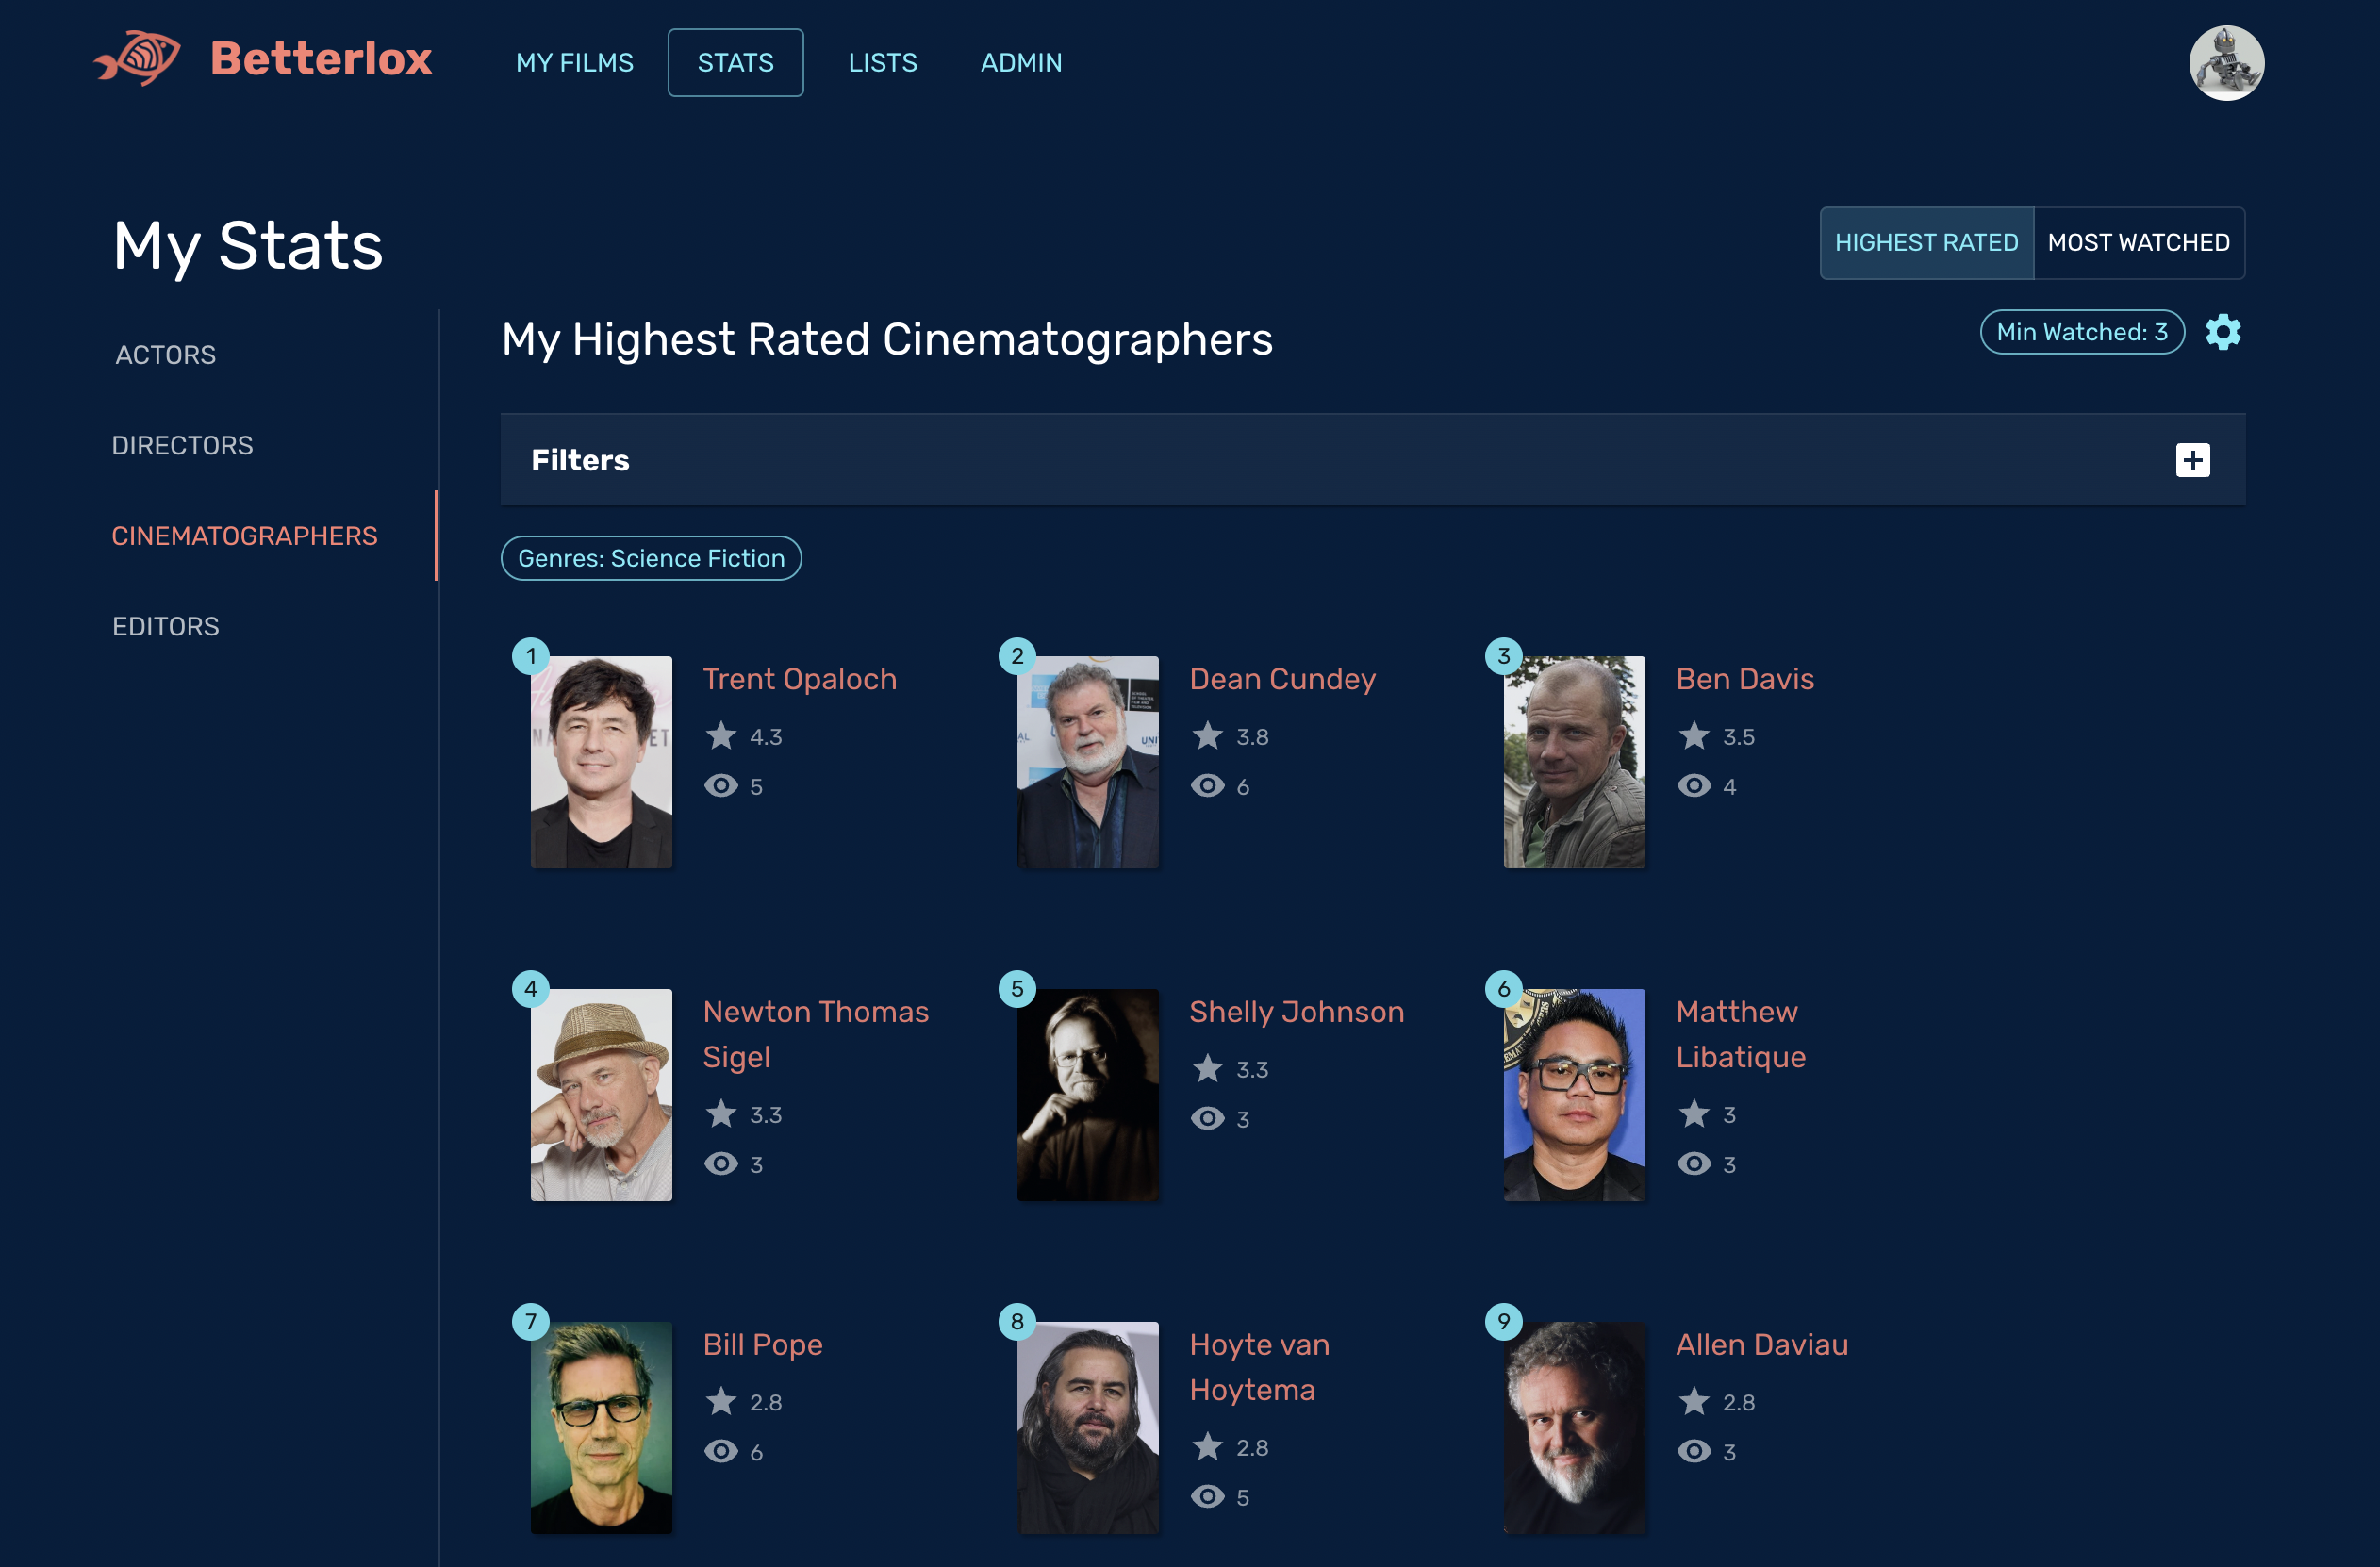 Betterlox
MY FILMS
STATS
LISTS
ADMIN
My Stats
HIGHEST RATED
MOST WATCHED
ACTORS
DIRECTORS
CINEMATOGRAPHERS
EDITORS
My Highest Rated Cinematographers
Min Watched: 3
Filters
Genres: Science Fiction
1
Trent Opaloch
4.3
5
2
Dean Cundey
3.8
6
3
Ben Davis
3.5
4
4
Newton Thomas
Sigel
3.3
3
5
Shelly Johnson
3.3
3
6
Matthew
Libatique
3
3
7
Bill Pope
2.8
6
8
Hoyte van
Hoytema
2.8
5
9
Allen Daviau
2.8
3